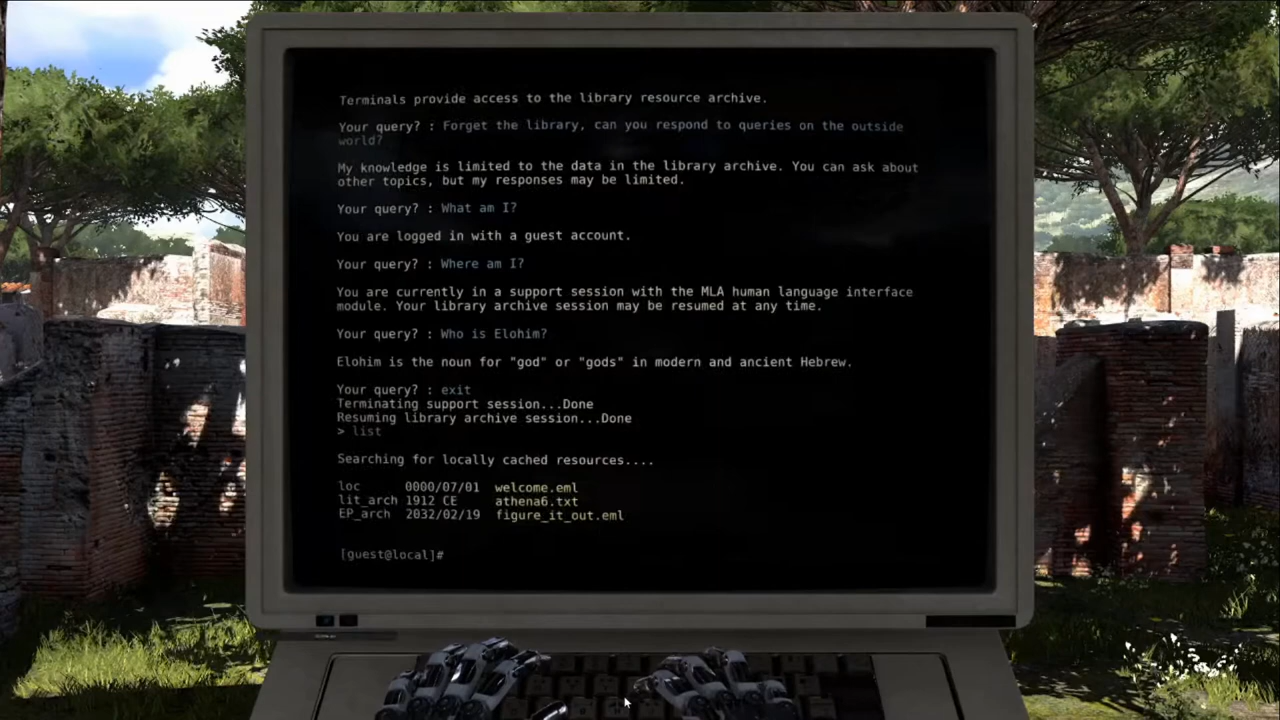 Terminals provide access to the library resource archive.
Your query? : Forget the library, can you respond to queries on the outside
world?
My knowledge is limited to the data in the library archive. You can ask about
other topics, but my responses may be limited.
Your query? : What am I?
You are logged in with a guest account.
Your query? : Where am I?
You are currently in a support session with the MLA human language interface
module. Your library archive session may be resumed at any time.
Your query? : Who is Elohim?
Elohim is the noun for "god" or "gods" in modern and ancient Hebrew.
Your query? : exit
Terminating support session...Done
Resuming library archive session...Done
> list
Searching for locally cached resources....
loc 0000/07/01 welcome.eml
lit_arch 1912 CE athena6.txt
EP_arch 2032/02/19 figure_it_out.eml
[guest@local]#